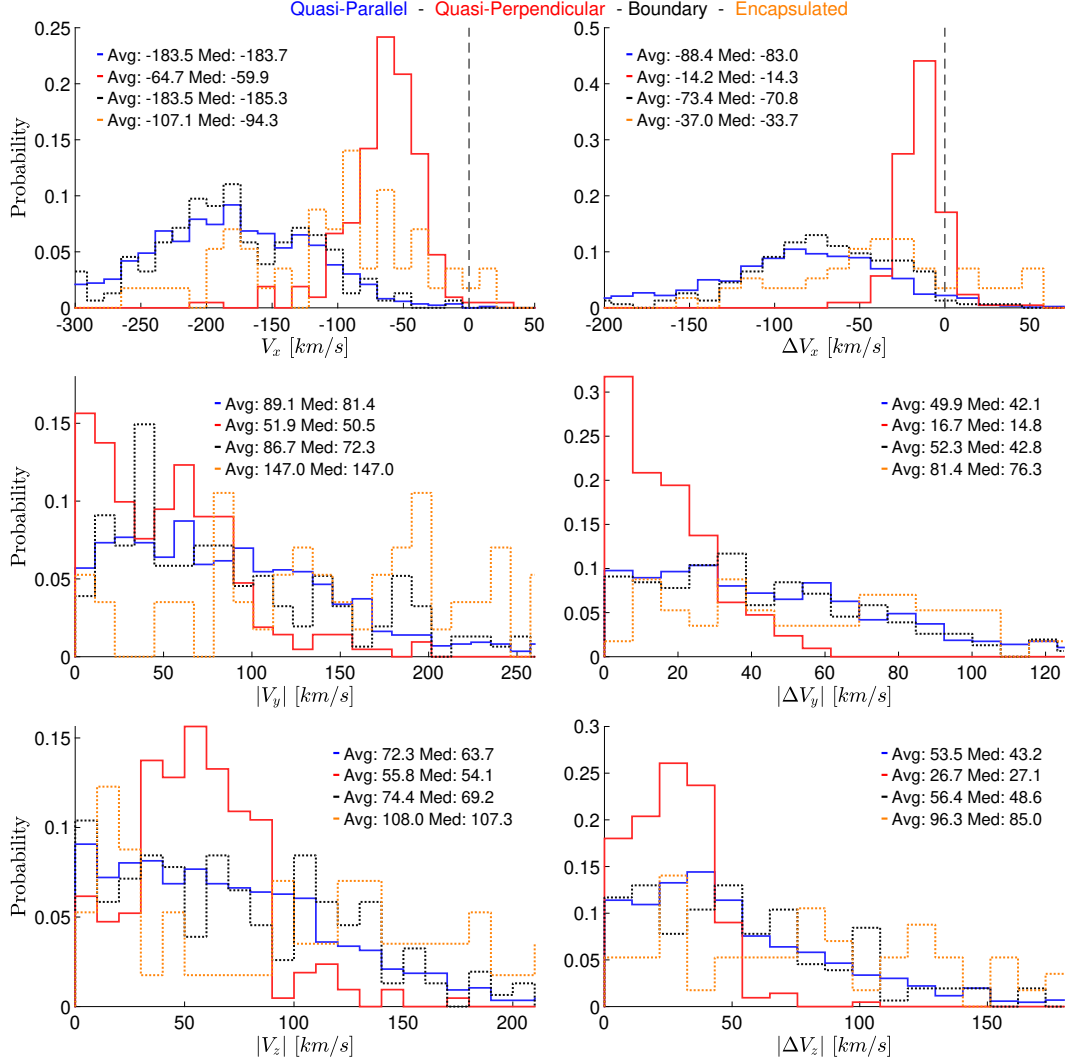 Quasi-Parallel - Quasi-Perpendicular - Boundary - Encapsulated
Probability
0.25
0.2
0.15
0.1
0.05
0
Avg: -183.5 Med: -183.7
Avg: -64.7 Med: -59.9
Avg: -183.5 Med: -185.3
Avg: -107.1 Med: -94.3
-300 -250 -200 -150 -100 -50 0 50
V_x [km/s]
0.5
0.4
0.3
0.2
0.1
0
Avg: -88.4 Med: -83.0
Avg: -14.2 Med: -14.3
Avg: -73.4 Med: -70.8
Avg: -37.0 Med: -33.7
-200 -150 -100 -50 0 50
ΔV_x [km/s]
Probability
0.15
0.1
0.05
0
Avg: 89.1 Med: 81.4
Avg: 51.9 Med: 50.5
Avg: 86.7 Med: 72.3
Avg: 147.0 Med: 147.0
0 50 100 150 200 250
|V_y| [km/s]
0.3
0.25
0.2
0.15
0.1
0.05
0
Avg: 49.9 Med: 42.1
Avg: 16.7 Med: 14.8
Avg: 52.3 Med: 42.8
Avg: 81.4 Med: 76.3
0 20 40 60 80 100 120
|ΔV_y| [km/s]
Probability
0.15
0.1
0.05
0
Avg: 72.3 Med: 63.7
Avg: 55.8 Med: 54.1
Avg: 74.4 Med: 69.2
Avg: 108.0 Med: 107.3
0 50 100 150 200
|V_z| [km/s]
0.3
0.25
0.2
0.15
0.1
0.05
0
Avg: 53.5 Med: 43.2
Avg: 26.7 Med: 27.1
Avg: 56.4 Med: 48.6
Avg: 96.3 Med: 85.0
0 50 100 150
|ΔV_z| [km/s]